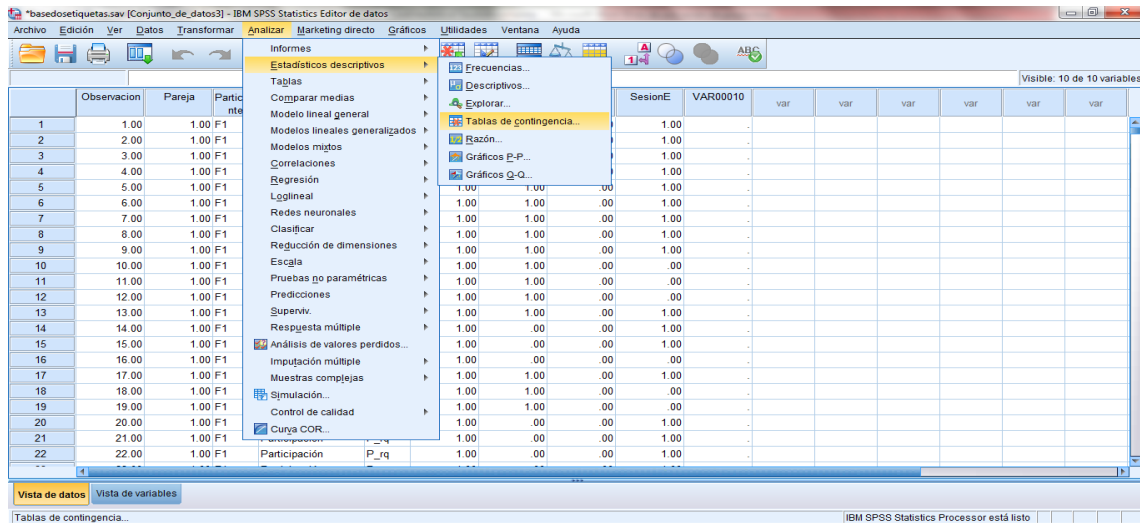 *basedosetiquetas.sav [Conjunto_de_datos3] - IBM SPSS Statistics Editor de datos
Archivo Edición Ver Datos Transformar Analizar Marketing directo Gráficos Utilidades Ventana Ayuda
Visible: 10 de 10 variables
Informes
Estadísticos descriptivos
Tablas
Comparar medias
Modelo lineal general
Modelos lineales generalizados
Modelos mixtos
Correlaciones
Regresión
Loglineal
Redes neuronales
Clasificar
Reducción de dimensiones
Escala
Pruebas no paramétricas
Predicciones
Superviv.
Respuesta múltiple
Análisis de valores perdidos...
Imputación múltiple
Muestras complejas
Simulación...
Control de calidad
Curva COR...
Frecuencias...
Descriptivos...
Explorar...
Tablas de contingencia...
Razón...
Gráficos P-P...
Gráficos Q-Q...
Observacion Pareja SesionE VAR00010 var var var var var var
1 1.00 1.00 F1 1.00 .
2 2.00 1.00 F1 1.00 .
3 3.00 1.00 F1 1.00 .
4 4.00 1.00 F1 1.00 .
5 5.00 1.00 F1 1.00 1.00 .00 1.00 .
6 6.00 1.00 F1 1.00 1.00 .00 1.00 .
7 7.00 1.00 F1 1.00 1.00 .00 1.00 .
8 8.00 1.00 F1 1.00 1.00 .00 1.00 .
9 9.00 1.00 F1 1.00 1.00 .00 1.00 .
10 10.00 1.00 F1 1.00 1.00 .00 .00 .
11 11.00 1.00 F1 1.00 1.00 .00 .00 .
12 12.00 1.00 F1 1.00 1.00 .00 .00 .
13 13.00 1.00 F1 1.00 1.00 .00 1.00 .
14 14.00 1.00 F1 1.00 .00 .00 1.00 .
15 15.00 1.00 F1 1.00 .00 .00 1.00 .
16 16.00 1.00 F1 1.00 .00 .00 .00 .
17 17.00 1.00 F1 1.00 1.00 .00 1.00 .
18 18.00 1.00 F1 1.00 1.00 .00 .00 .
19 19.00 1.00 F1 1.00 1.00 .00 .00 .
20 20.00 1.00 F1 1.00 .00 .00 1.00 .
21 21.00 1.00 F1 1.00 .00 .00 1.00 .
22 22.00 1.00 F1 Participación P_rq 1.00 .00 .00 1.00 .
Vista de datos Vista de variables
Tablas de contingencia... IBM SPSS Statistics Processor está listo